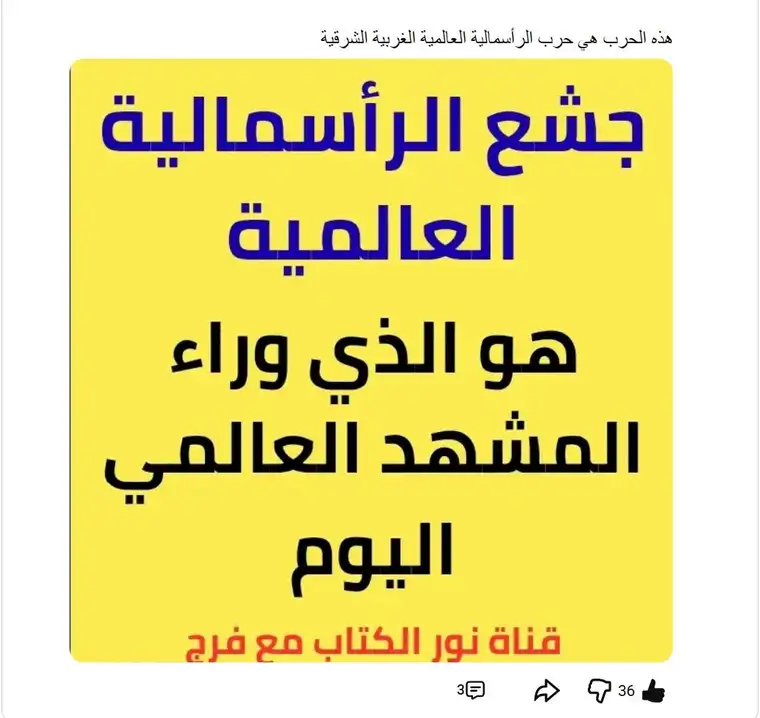 هذه الحرب هي حرب الرأسمالية العالمية الغربية الشرقية
جشع الرأسمالية
العالمية
هو الذي وراء
المشهد العالمي
اليوم
قناة نور الكتاب مع فرج
3 36